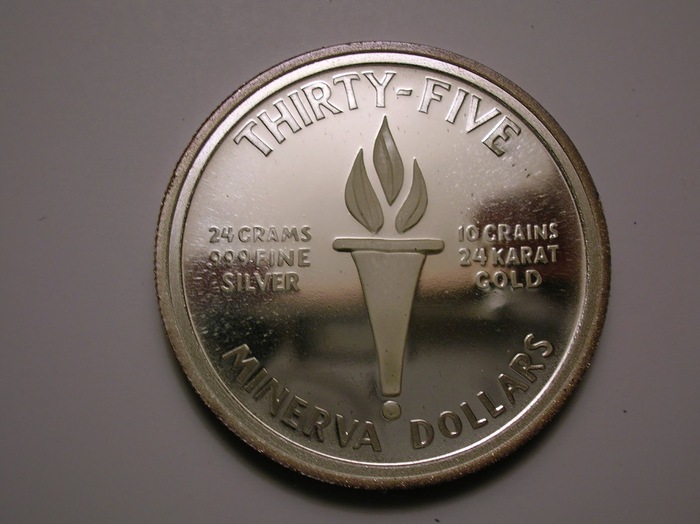 THIRTY-FIVE
24 GRAMS
999 FINE
SILVER
10 GRAINS
24 KARAT
GOLD
MINERVA DOLLARS